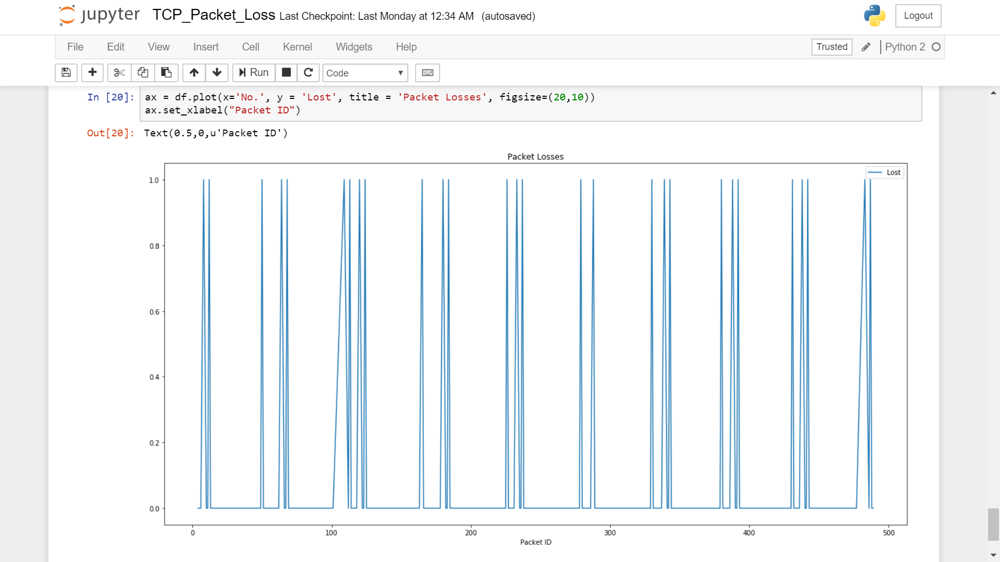 jupyter TCP_Packet_Loss Last Checkpoint: Last Monday at 12:34 AM (autosaved) Logout
File Edit View Insert Cell Kernel Widgets Help Trusted Python 2
Run Code
In [20]: ax = df.plot(x='No.', y = 'Lost', title = 'Packet Losses', figsize=(20,10))
ax.set_xlabel("Packet ID")
Out[20]: Text(0.5,0,u'Packet ID')
Packet Losses
Lost
1.0
0.8
0.6
0.4
0.2
0.0
0 100 200 300 400 500
Packet ID